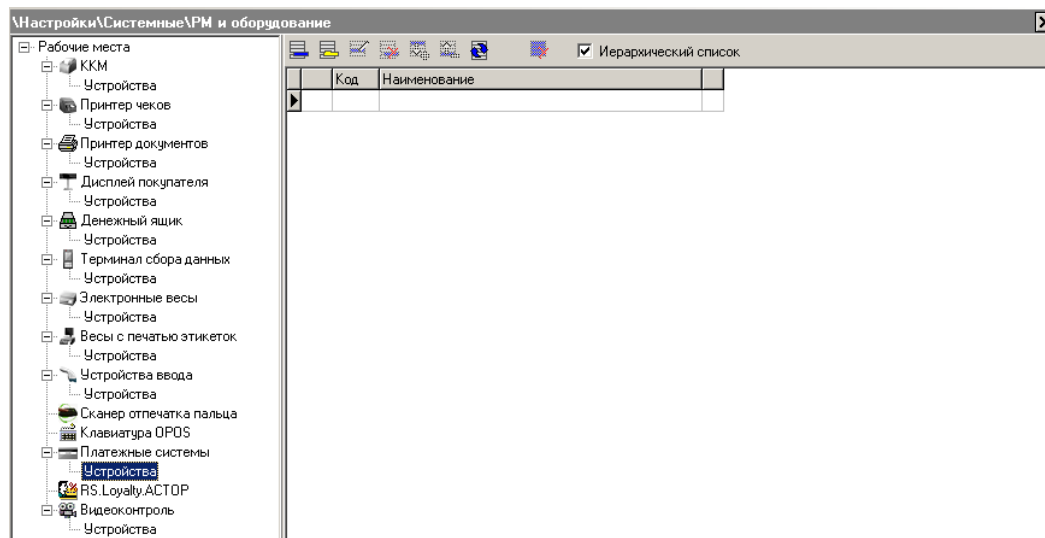 \Настройки\Системные\РМ и оборудование
Иерархический список
Код Наименование
Рабочие места
ККМ
Устройства
Принтер чеков
Устройства
Принтер документов
Устройства
Дисплей покупателя
Устройства
Денежный ящик
Устройства
Терминал сбора данных
Устройства
Электронные весы
Устройства
Весы с печатью этикеток
Устройства
Устройства ввода
Устройства
Сканер отпечатка пальца
Клавиатура OPOS
Платежные системы
Устройства
RS.Loyalty.АСТОР
Видеоконтроль
Устройства